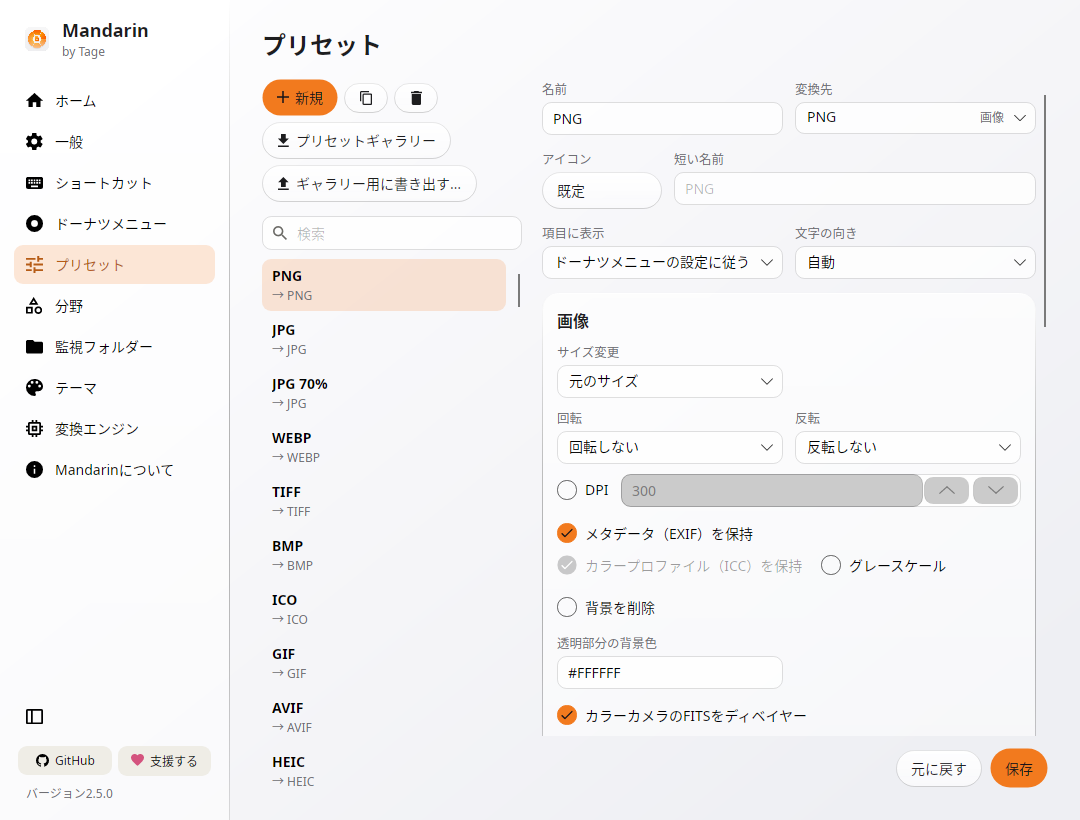 Mandarin
by Tage
ホーム
一般
ショートカット
ドーナツメニュー
プリセット
分野
監視フォルダー
テーマ
変換エンジン
Mandarinについて
GitHub
支援する
バージョン2.5.0
プリセット
新規
プリセットギャラリー
ギャラリー用に書き出す...
検索
PNG
→ PNG
JPG
→ JPG
JPG 70%
→ JPG
WEBP
→ WEBP
TIFF
→ TIFF
BMP
→ BMP
ICO
→ ICO
GIF
→ GIF
AVIF
→ AVIF
HEIC
→ HEIC
名前
変換先
PNG
PNG 画像
アイコン
短い名前
既定
PNG
項目に表示
文字の向き
ドーナツメニューの設定に従う
自動
画像
サイズ変更
元のサイズ
回転
反転
回転しない
反転しない
DPI
300
メタデータ（EXIF）を保持
カラープロファイル（ICC）を保持
グレースケール
背景を削除
透明部分の背景色
#FFFFFF
カラーカメラのFITSをディベイヤー
元に戻す
保存